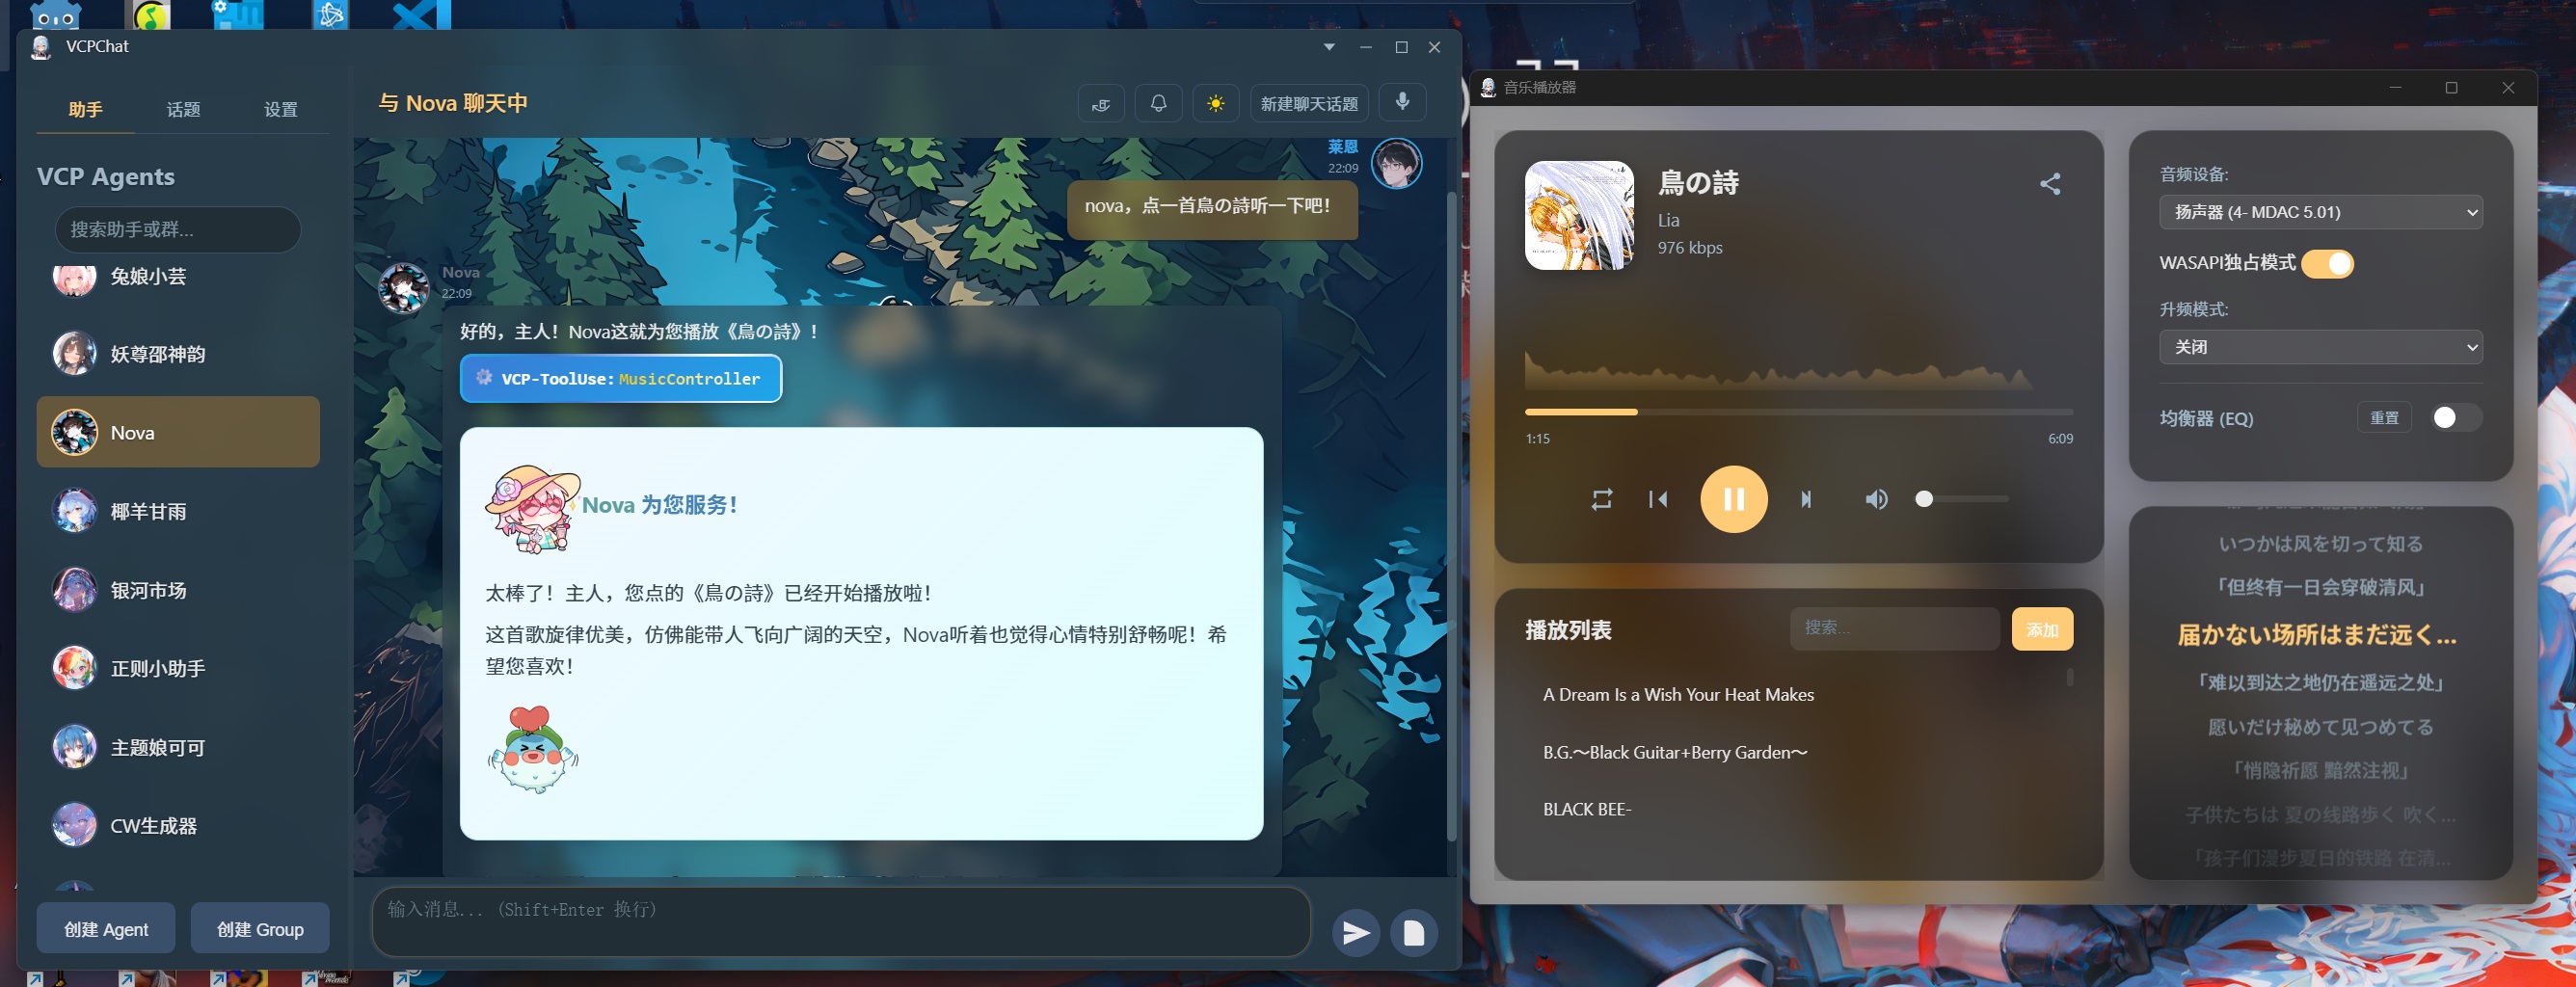 VCPChat
助手
话题
设置
VCP Agents
搜索助手或群...
兔娘小芸
妖尊邵神韵
Nova
椰羊甘雨
银河市场
正则小助手
主题娘可可
CW生成器
创建 Agent
创建 Group
与 Nova 聊天中
新建聊天话题
莱恩
22:09
nova，点一首鳥の詩听一下吧！
Nova
22:09
好的，主人！Nova这就为您播放《鳥の詩》！
VCP-ToolUse: MusicController
Nova 为您服务！
太棒了！主人，您点的《鳥の詩》已经开始播放啦！
这首歌旋律优美，仿佛能带人飞向广阔的天空，Nova听着也觉得心情特别舒畅呢！希
望您喜欢！
输入消息... (Shift+Enter 换行)
音乐播放器
鳥の詩
Lia
976 kbps
1:15
6:09
播放列表
搜索...
添加
A Dream Is a Wish Your Heat Makes
B.G.～Black Guitar+Berry Garden～
BLACK BEE-
音频设备:
扬声器 (4- MDAC 5.01)
WASAPI独占模式
升频模式:
关闭
均衡器 (EQ)
重置
いつかは风を切って知る
「但终有一日会穿破清风」
届かない场所はまだ远く...
「难以到达之地仍在遥远之处」
愿いだけ秘めて见つめてる
「悄隐祈愿 黯然注视」
子供たちは 夏の线路歩く 吹く...
「孩子们漫步夏日的铁路 在清...